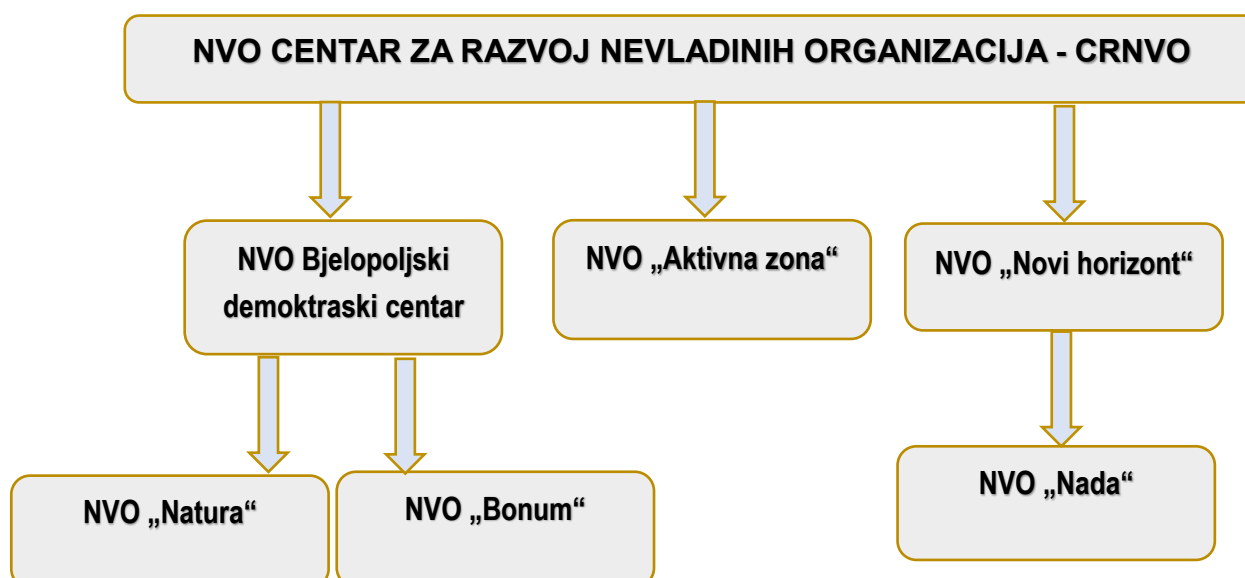 NVO CENTAR ZA RAZVOJ NEVLADINIH ORGANIZACIJA - CRNVO
NVO Bjelopoljski
demoktraski centar
NVO „Aktivna zona“
NVO „Novi horizont“
NVO „Natura“
NVO „Bonum“
NVO „Nada“